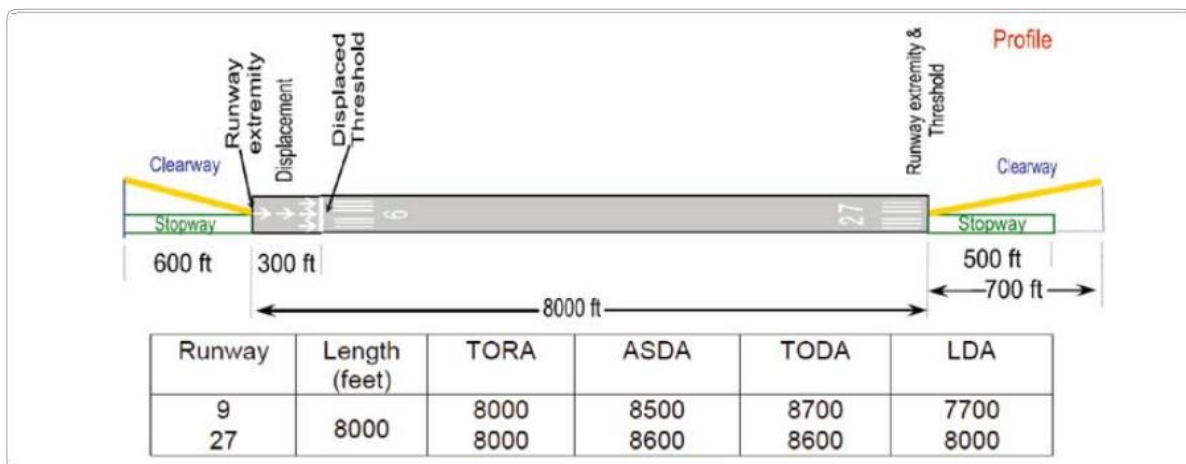 Profile
Runway
extremity
Displacement
Displaced
Threshold
Runway extremity &
Threshold
Clearway
Clearway
9
27
Stopway
Stopway
600 ft
300 ft
500 ft
700 ft
8000 ft
Runway Length (feet) TORA ASDA TODA LDA
9 8000 8000 8500 8700 7700
27 8000 8600 8600 8000